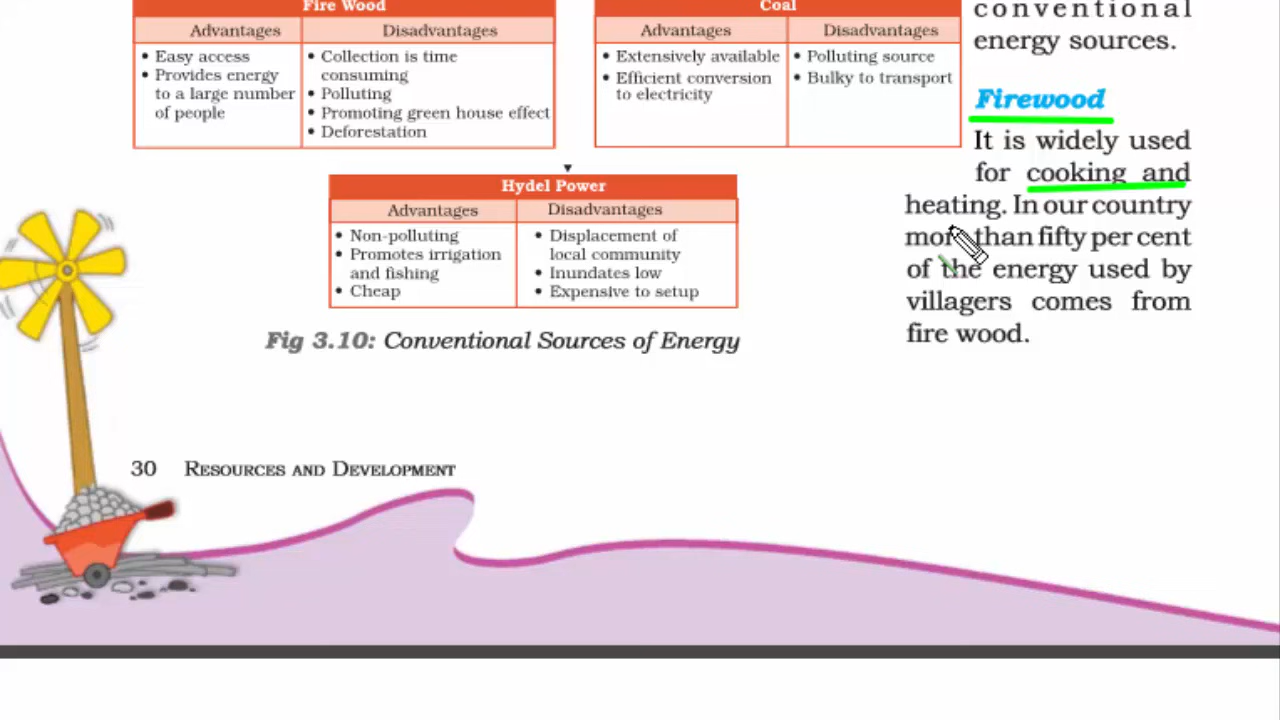 Fire Wood
Advantages Disadvantages
• Easy access
• Provides energy
to a large number
of people
• Collection is time
consuming
• Polluting
• Promoting green house effect
• Deforestation
Coal
Advantages Disadvantages
• Extensively available
• Efficient conversion
to electricity
• Polluting source
• Bulky to transport
Hydel Power
Advantages Disadvantages
• Non-polluting
• Promotes irrigation
and fishing
• Cheap
• Displacement of
local community
• Inundates low
• Expensive to setup
Fig 3.10: Conventional Sources of Energy
conventional
energy sources.
Firewood
It is widely used
for cooking and
heating. In our country
more than fifty per cent
of the energy used by
villagers comes from
fire wood.
30 Resources and Development